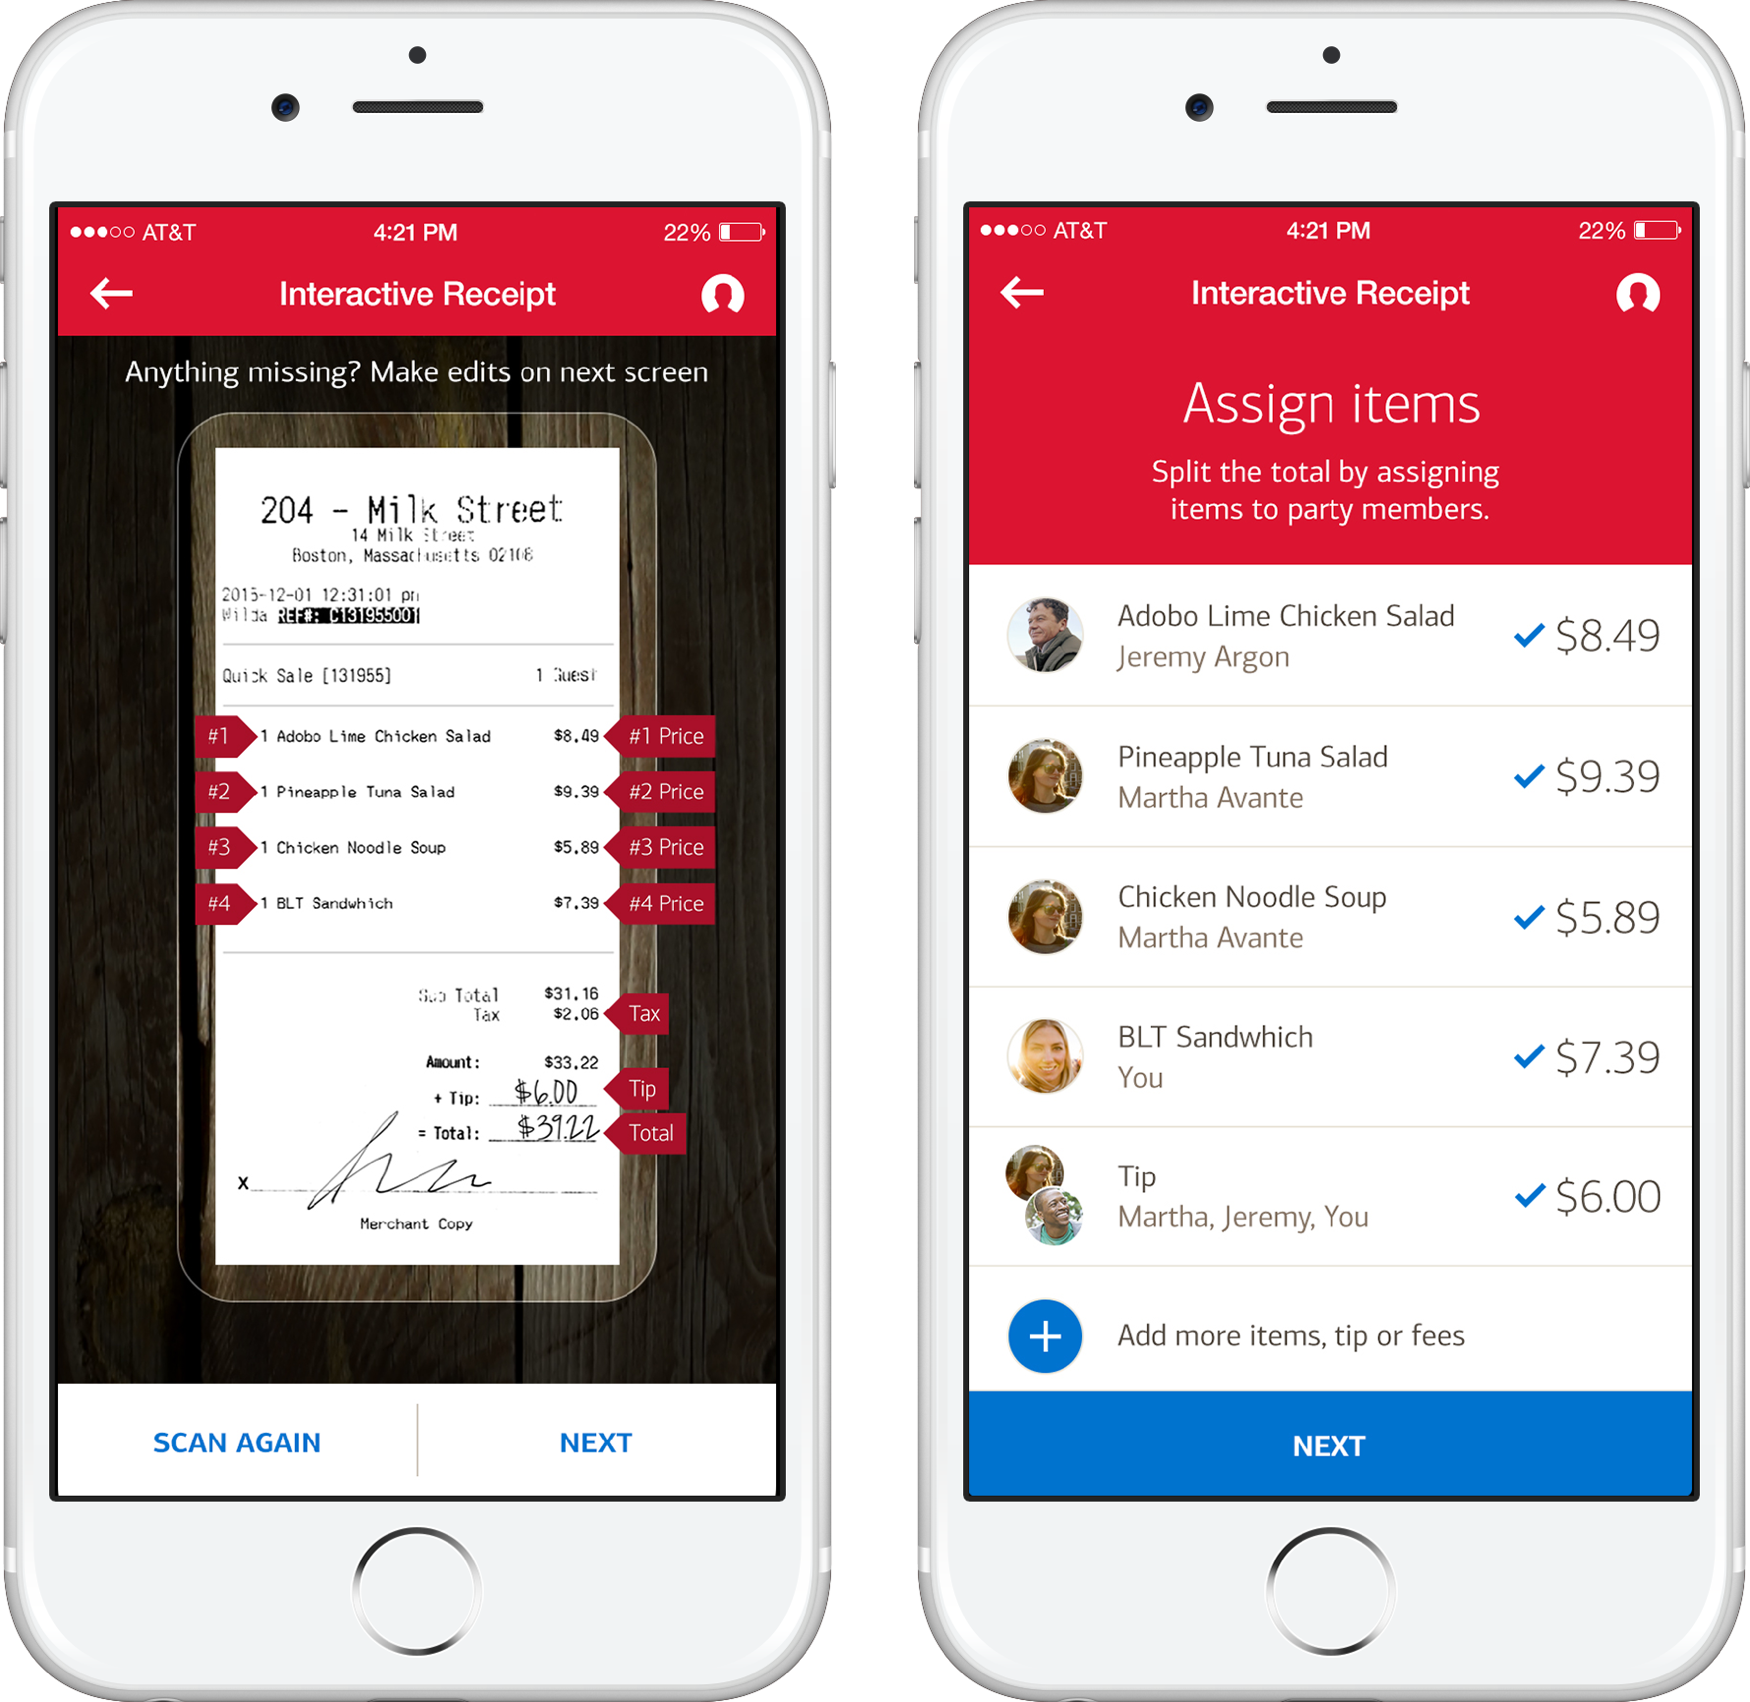 AT&T 4:21 PM 22%
Interactive Receipt
Anything missing? Make edits on next screen
204 - Milk Street
14 Milk Street
Boston, Massachusetts 02108
2015-12-01 12:31:01 pm
Wilda REF#: C131955001
Quick Sale [131955] 1 Guest
#1 1 Adobo Lime Chicken Salad $8.49 #1 Price
#2 1 Pineapple Tuna Salad $9.39 #2 Price
#3 1 Chicken Noodle Soup $5.89 #3 Price
#4 1 BLT Sandwhich $7.39 #4 Price
Sub Total $31.16
Tax $2.06 Tax
Amount: $33.22
+ Tip: $6.00 Tip
= Total: $39.22 Total
x
Merchant Copy
SCAN AGAIN NEXT
AT&T 4:21 PM 22%
Interactive Receipt
Assign items
Split the total by assigning
items to party members.
Adobo Lime Chicken Salad
Jeremy Argon
$8.49
Pineapple Tuna Salad
Martha Avante
$9.39
Chicken Noodle Soup
Martha Avante
$5.89
BLT Sandwhich
You
$7.39
Tip
Martha, Jeremy, You
$6.00
Add more items, tip or fees
NEXT